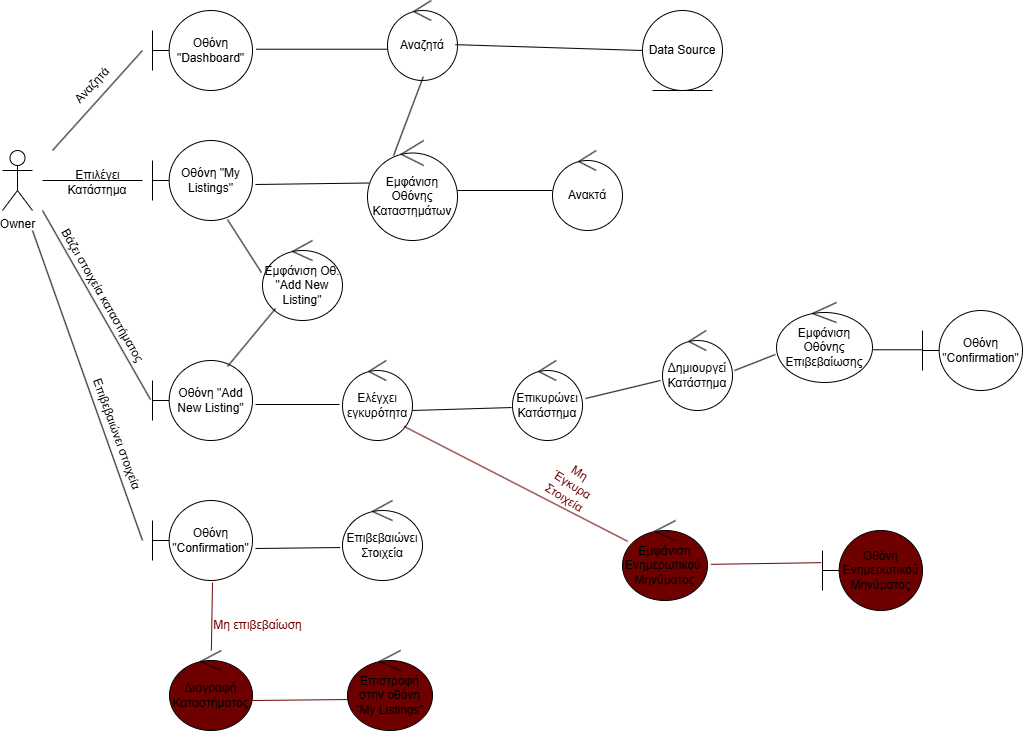 Οθόνη
"Dashboard"
Αναζητά
Data Source
Αναζητά
Οθόνη "My
Listings"
Εμφάνιση
Οθόνης
Καταστημάτων
Ανακτά
Επιλέγει
Κατάστημα
Owner
Εμφάνιση Οθ.
"Add New
Listing"
Βάζει στοιχεία καταστήματος
Οθόνη "Add
New Listing"
Ελέγχει
εγκυρότητα
Επικυρώνει
Κατάστημα
Δημιουργεί
Κατάστημα
Εμφάνιση
Οθόνης
Επιβεβαίωσης
Οθόνη
"Confirmation"
Επιβεβαιώνει στοιχεία
Μη
Έγκυρα
Στοιχεία
Οθόνη
"Confirmation"
Επιβεβαιώνει
Στοιχεία
Εμφάνιση
Ενημερωτικού
Μηνύματος
Οθόνη
Ενημερωτικού
Μηνύματος
Μη επιβεβαίωση
Διαγραφή
Καταστήματος
Επιστροφή
στην οθόνη
"My Listings"